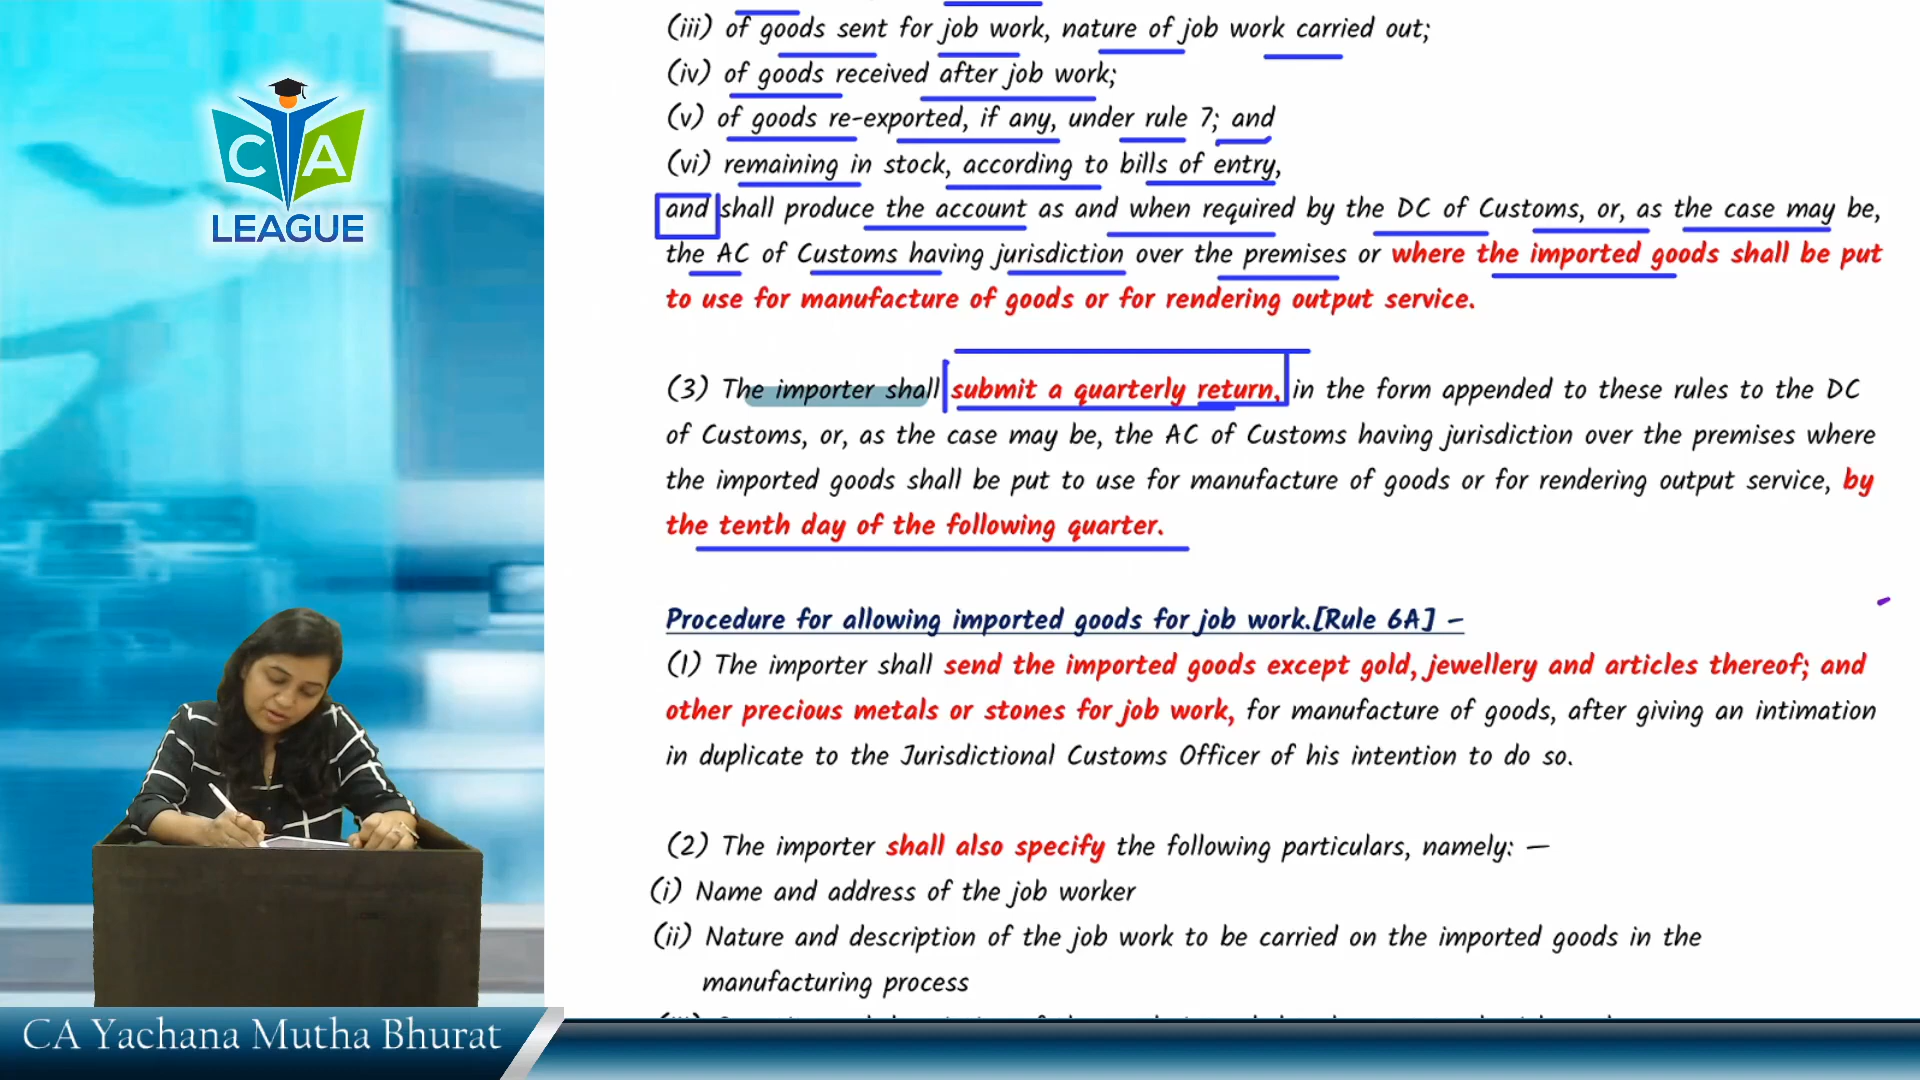 (iii) of goods sent for job work, nature of job work carried out;
(iv) of goods received after job work;
(v) of goods re-exported, if any, under rule 7; and
(vi) remaining in stock, according to bills of entry,
and shall produce the account as and when required by the DC of Customs, or, as the case may be,
the AC of Customs having jurisdiction over the premises or where the imported goods shall be put
to use for manufacture of goods or for rendering output service.
(3) The importer shall submit a quarterly return, in the form appended to these rules to the DC
of Customs, or, as the case may be, the AC of Customs having jurisdiction over the premises where
the imported goods shall be put to use for manufacture of goods or for rendering output service, by
the tenth day of the following quarter.
Procedure for allowing imported goods for job work.[Rule 6A] –
(1) The importer shall send the imported goods except gold, jewellery and articles thereof; and
other precious metals or stones for job work, for manufacture of goods, after giving an intimation
in duplicate to the Jurisdictional Customs Officer of his intention to do so.
(2) The importer shall also specify the following particulars, namely: —
(i) Name and address of the job worker
(ii) Nature and description of the job work to be carried on the imported goods in the
manufacturing process
CA
LEAGUE
CA Yachana Mutha Bhurat